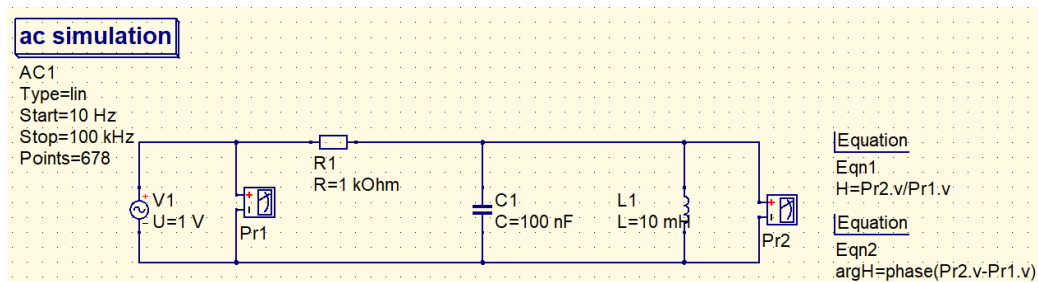 ac simulation
AC1
Type=lin
Start=10 Hz
Stop=100 kHz
Points=678
V1
U=1 V
Pr1
R1
R=1 kOhm
C1
C=100 nF
L1
L=10 mH
Pr2
Equation
Eqn1
H=Pr2.v/Pr1.v
Equation
Eqn2
argH=phase(Pr2.v-Pr1.v)